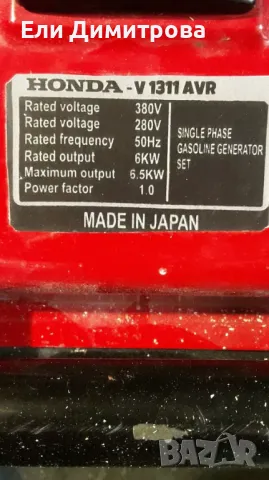 Ели Димитрова
HONDA - V 1311 AVR
Rated voltage 380V
Rated voltage 280V
Rated frequency 50Hz
Rated output 6KW
Maximum output 6.5KW
Power factor 1.0
SINGLE PHASE
GASOLINE GENERATOR
SET
MADE IN JAPAN
BAZAR